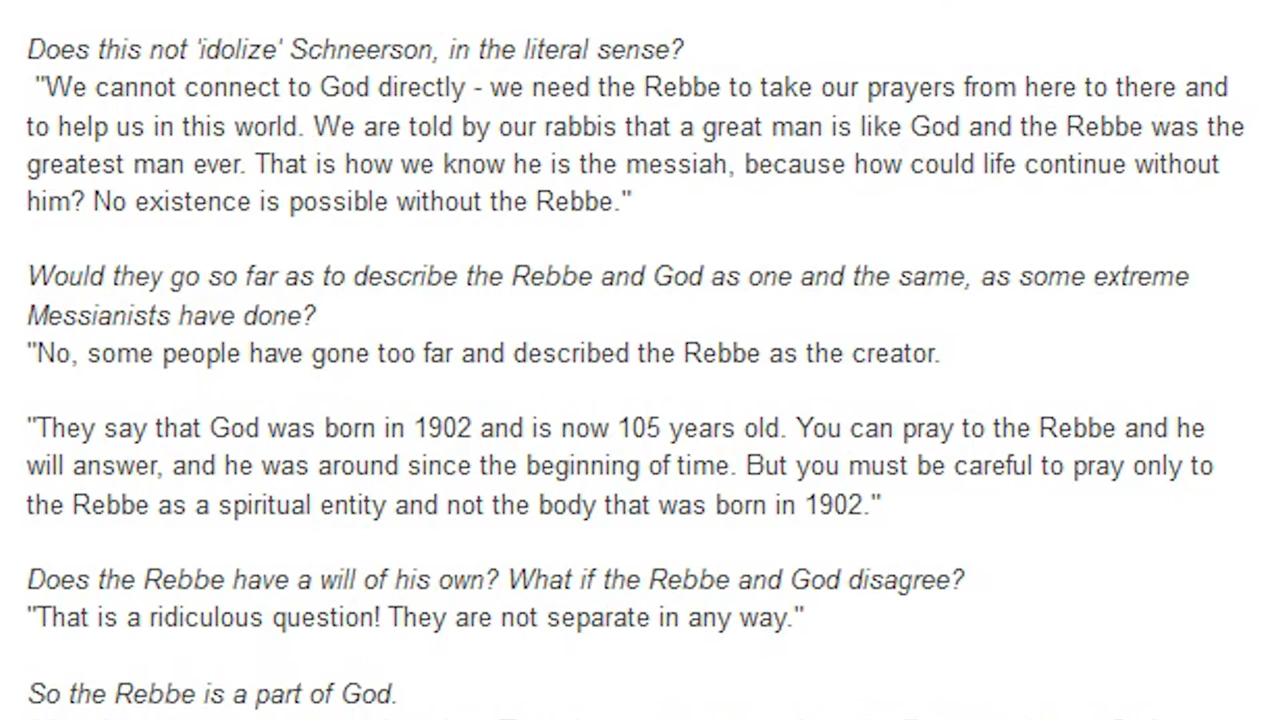 Does this not 'idolize' Schneerson, in the literal sense?
"We cannot connect to God directly - we need the Rebbe to take our prayers from here to there and
to help us in this world. We are told by our rabbis that a great man is like God and the Rebbe was the
greatest man ever. That is how we know he is the messiah, because how could life continue without
him? No existence is possible without the Rebbe."
Would they go so far as to describe the Rebbe and God as one and the same, as some extreme
Messianists have done?
"No, some people have gone too far and described the Rebbe as the creator.
"They say that God was born in 1902 and is now 105 years old. You can pray to the Rebbe and he
will answer, and he was around since the beginning of time. But you must be careful to pray only to
the Rebbe as a spiritual entity and not the body that was born in 1902."
Does the Rebbe have a will of his own? What if the Rebbe and God disagree?
"That is a ridiculous question! They are not separate in any way."
So the Rebbe is a part of God.